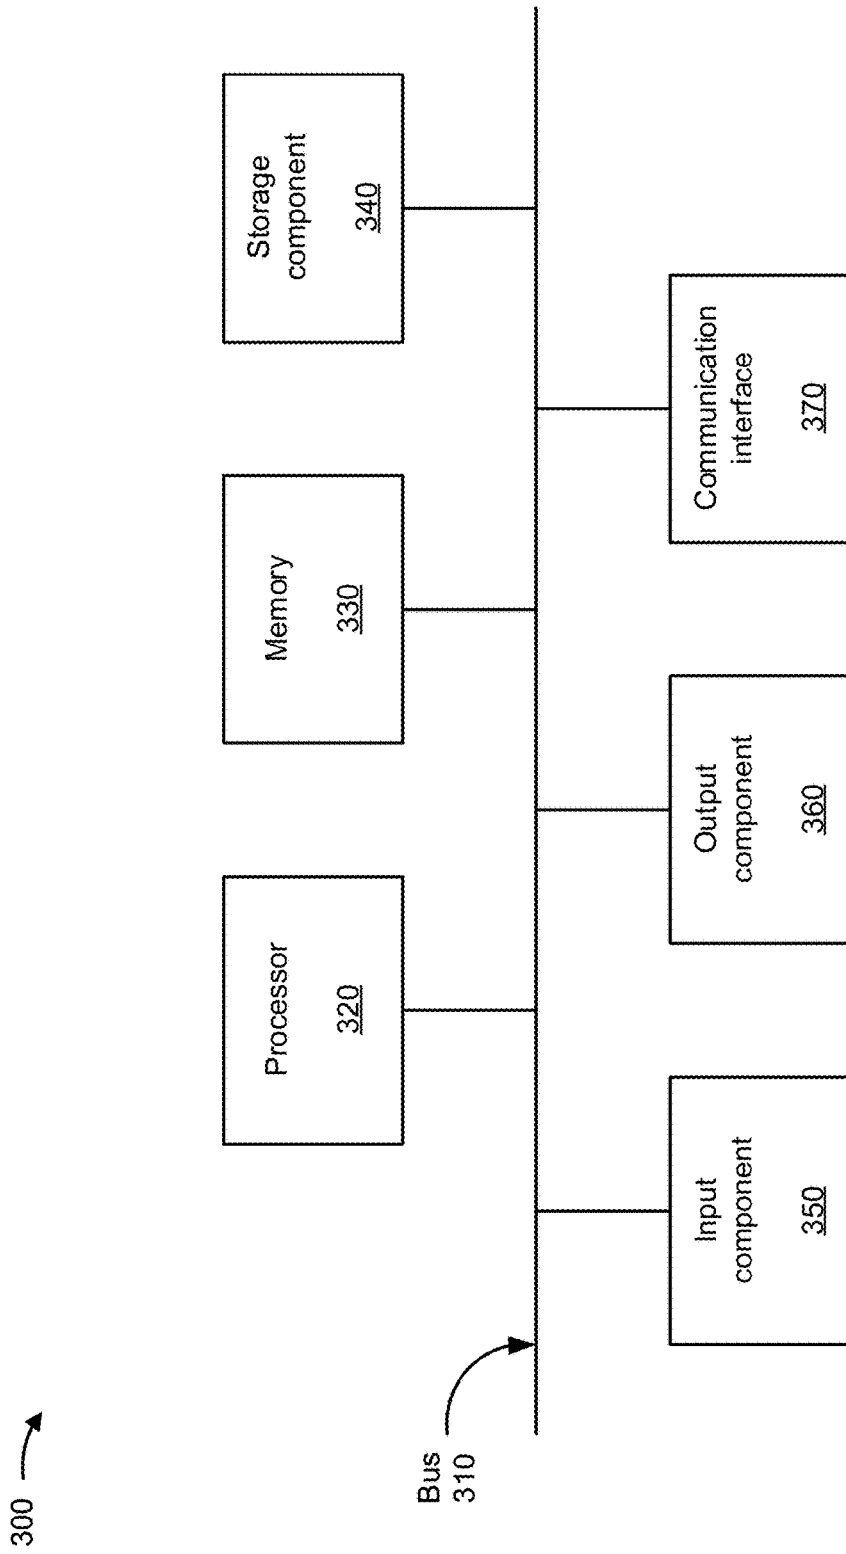 300
Processor
320
Memory
330
Storage
component
340
Bus
310
Input
component
350
Output
component
360
Communication
interface
370